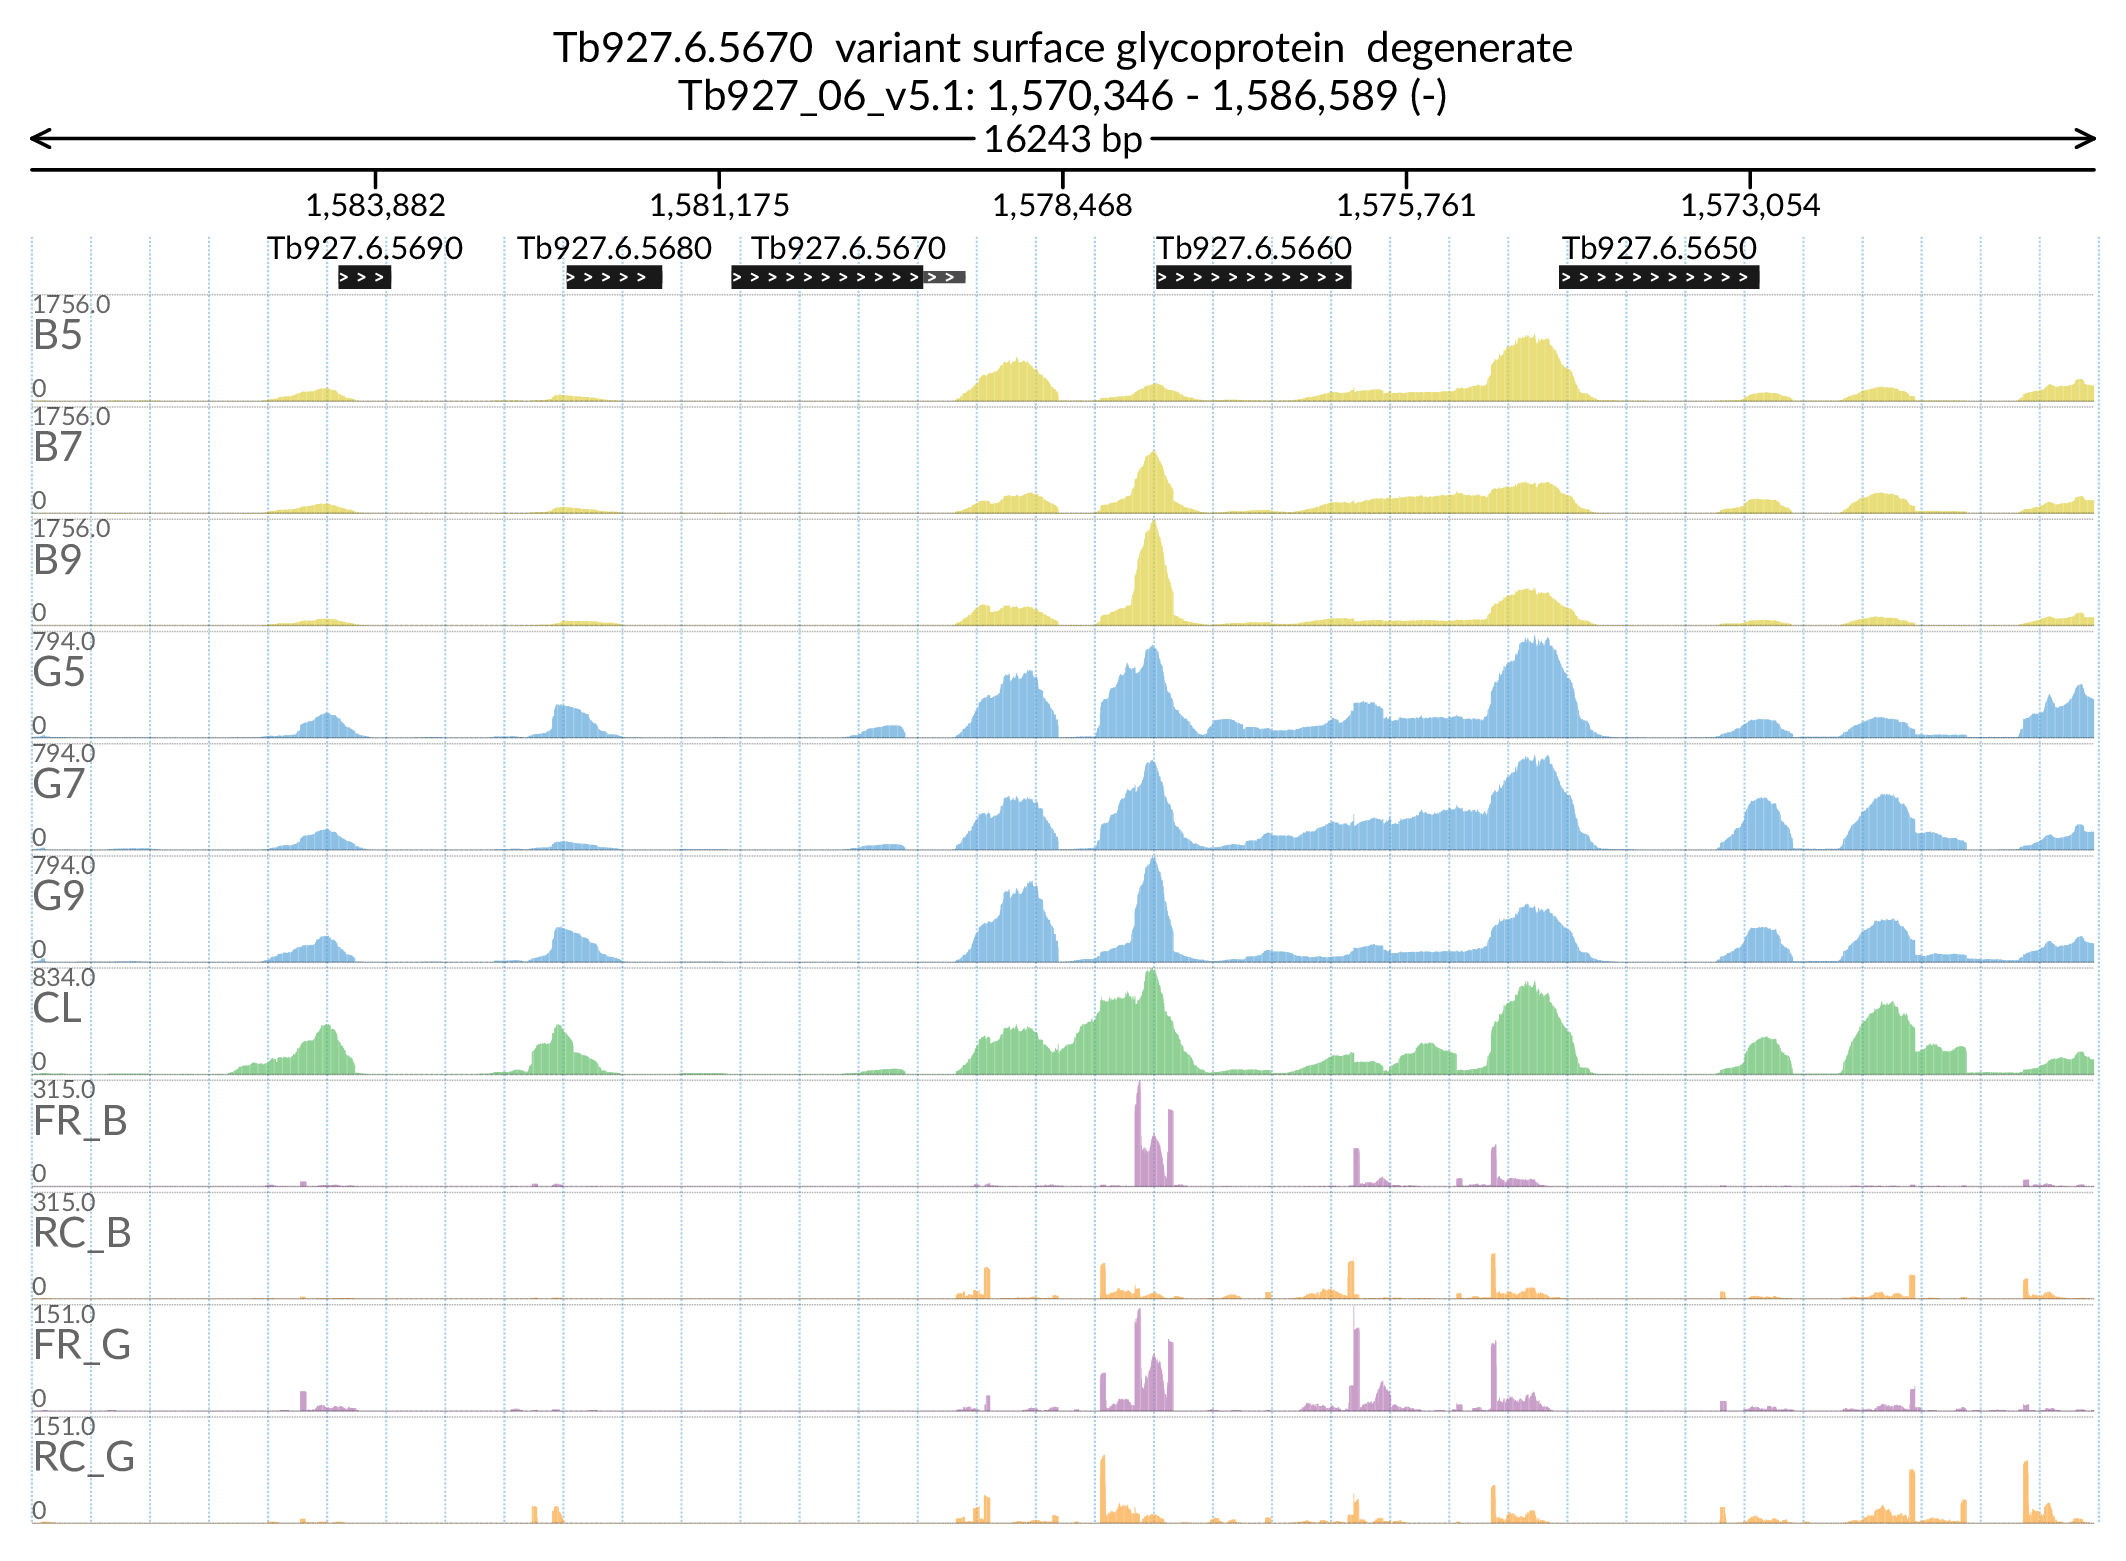 Tb927.6.5670  variant surface glycoprotein  degenerate
Tb927_06_v5.1: 1,570,346 - 1,586,589 (-)
16243 bp
1,583,882 1,581,175 1,578,468 1,575,761 1,573,054
Tb927.6.5690 Tb927.6.5680 Tb927.6.5670 Tb927.6.5660 Tb927.6.5650
1756.0
B5
0
1756.0
B7
0
1756.0
B9
0
794.0
G5
0
794.0
G7
0
794.0
G9
0
834.0
CL
0
315.0
FR_B
0
315.0
RC_B
0
151.0
FR_G
0
151.0
RC_G
0